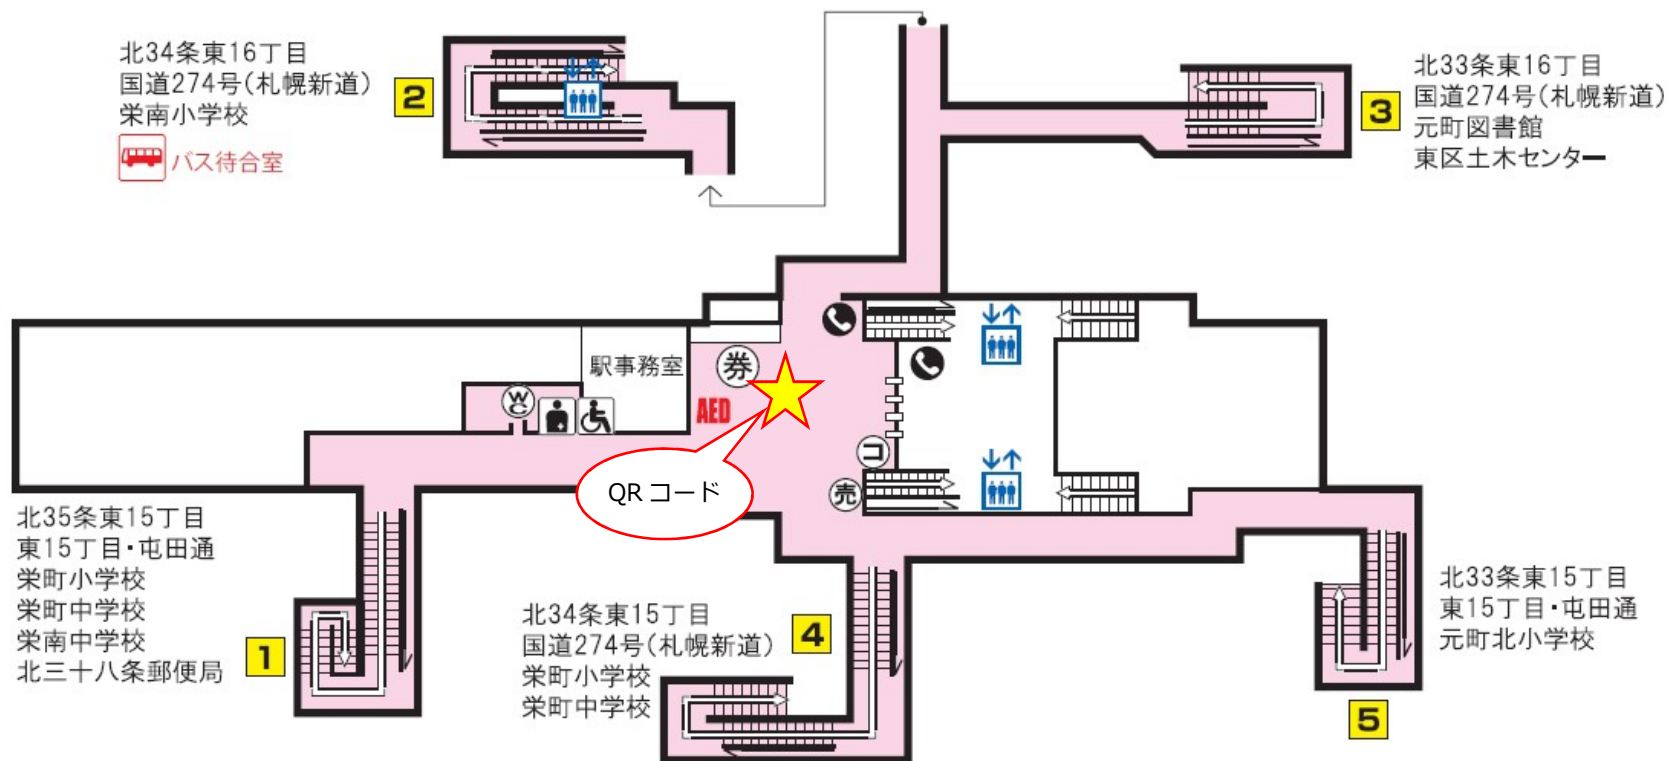 北34条東16丁目
国道274号(札幌新道)
栄南小学校
バス待合室
2
3
北33条東16丁目
国道274号(札幌新道)
元町図書館
東区土木センター
駅事務室
券
WC
AED
コ
売
QRコード
北35条東15丁目
東15丁目・屯田通
栄町小学校
栄町中学校
栄南中学校
北三十八条郵便局
1
北34条東15丁目
国道274号(札幌新道)
栄町小学校
栄町中学校
4
北33条東15丁目
東15丁目・屯田通
元町北小学校
5